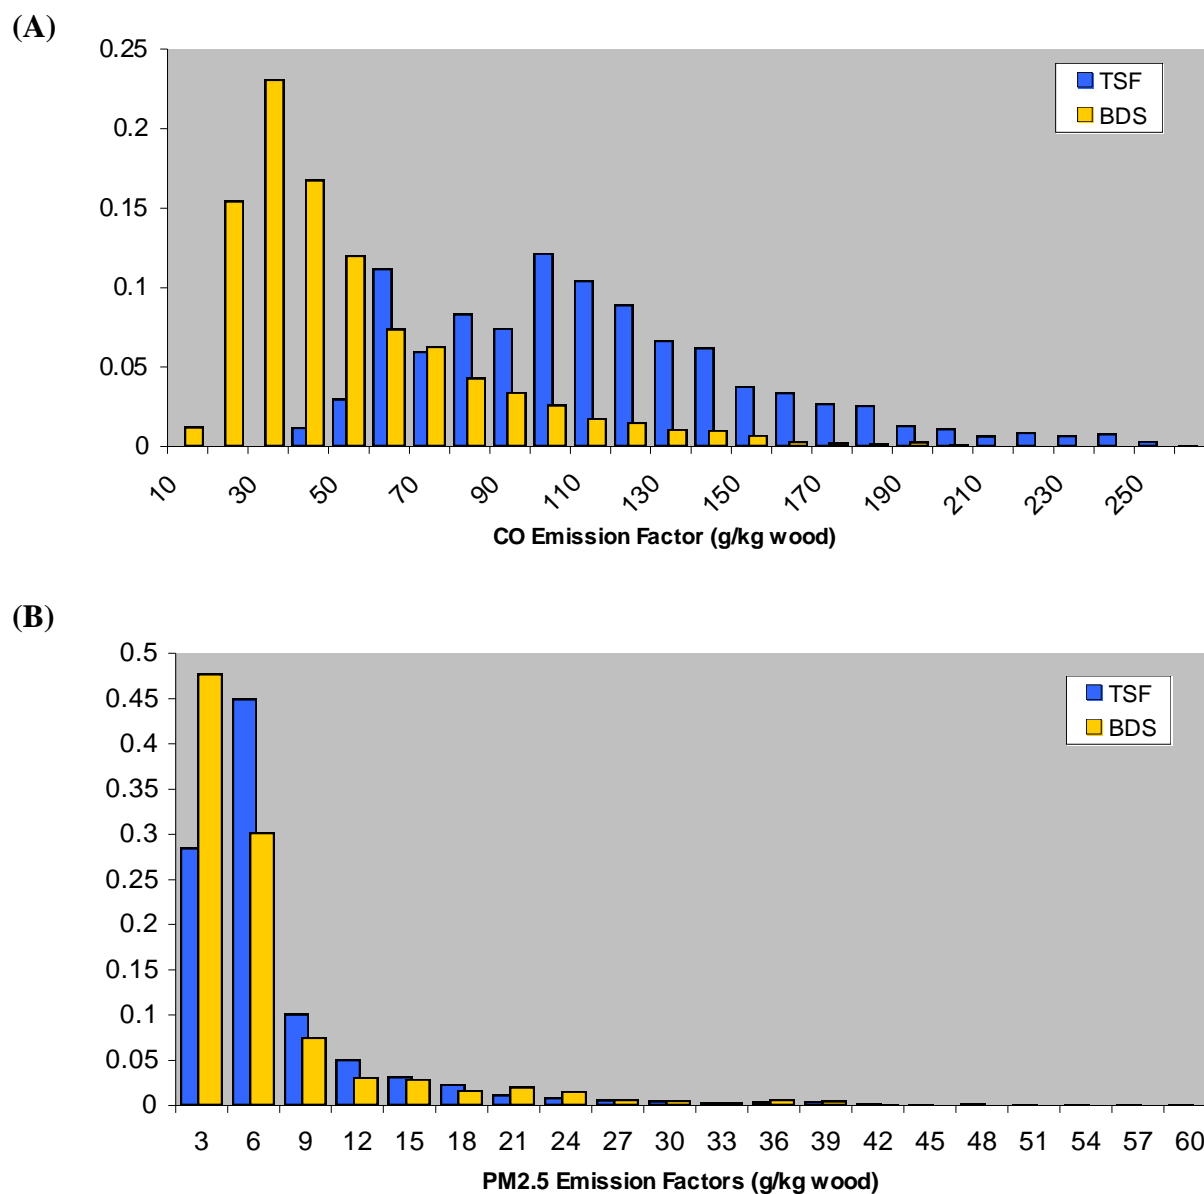 (A)
0.25
0.2
0.15
0.1
0.05
0
TSF
BDS
10 30 50 70 90 110 130 150 170 190 210 230 250
CO Emission Factor (g/kg wood)
(B)
0.5
0.45
0.4
0.35
0.3
0.25
0.2
0.15
0.1
0.05
0
TSF
BDS
3 6 9 12 15 18 21 24 27 30 33 36 39 42 45 48 51 54 57 60
PM2.5 Emission Factors (g/kg wood)